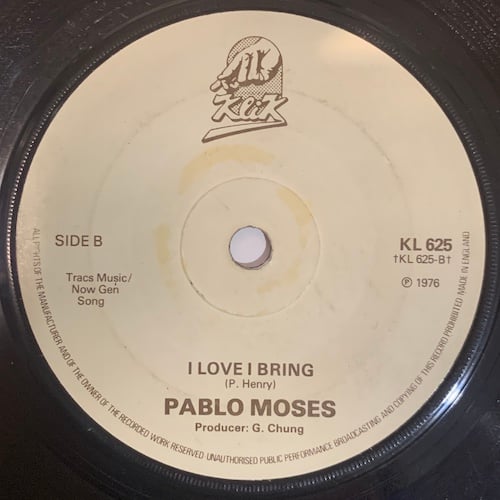 Klik
SIDE B
KL 625
†KL 625-B†
Tracs Music/
Now Gen
Song
℗ 1976
I LOVE I BRING
(P. Henry)
PABLO MOSES
Producer: G. Chung
ALL RIGHTS OF THE MANUFACTURER AND OF THE OWNER OF THE RECORDED WORK RESERVED·UNAUTHORISED PUBLIC PERFORMANCE BROADCASTING AND COPYING OF THIS RECORD PROHIBITED MADE IN ENGLAND